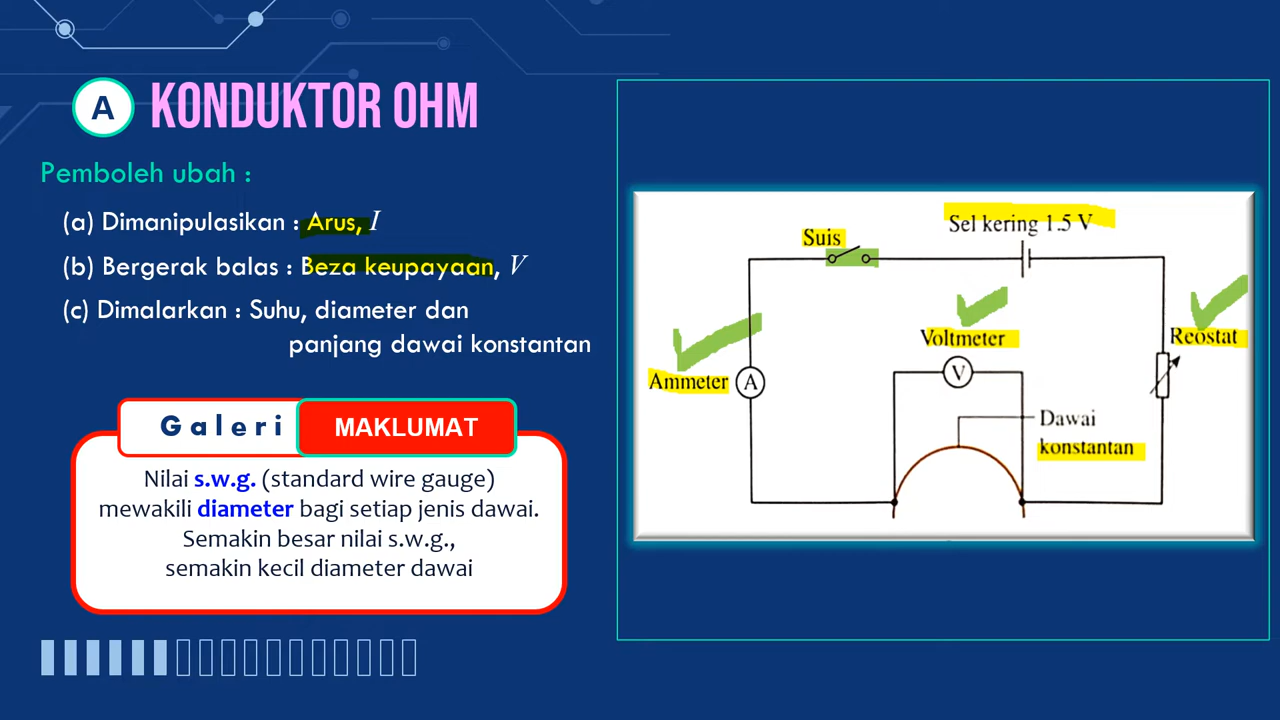 A KONDUKTOR OHM
Pemboleh ubah :
(a) Dimanipulasikan : Arus, I
(b) Bergerak balas : Beza keupayaan, V
(c) Dimalarkan : Suhu, diameter dan
panjang dawai konstantan
Galeri MAKLUMAT
Nilai s.w.g. (standard wire gauge)
mewakili diameter bagi setiap jenis dawai.
Semakin besar nilai s.w.g.,
semakin kecil diameter dawai
Sel kering 1.5 V
Suis
Voltmeter
Reostat
Ammeter
A
V
Dawai
konstantan